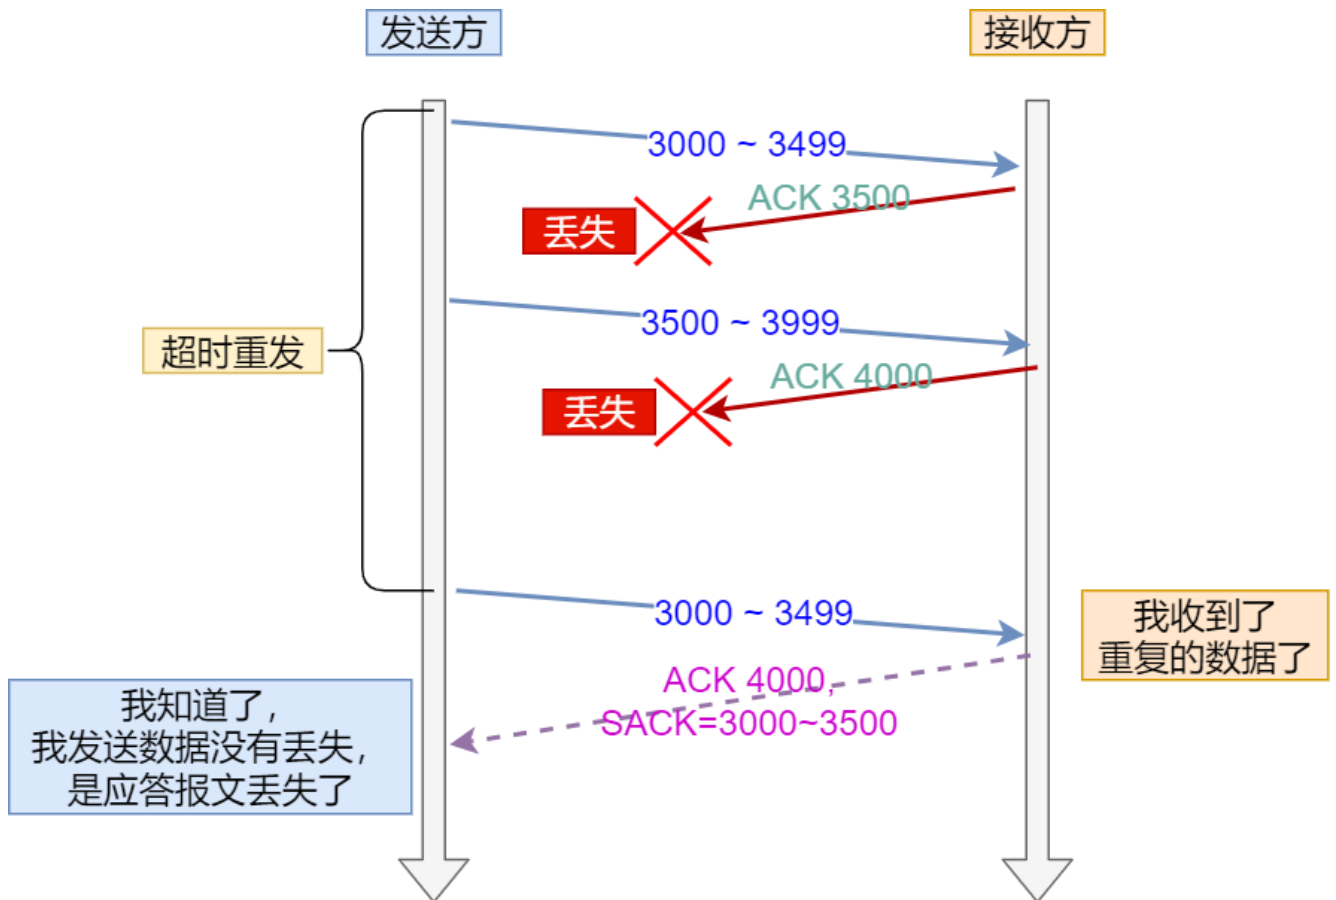 发送方
接收方
3000 ~ 3499
ACK 3500
丢失
3500 ~ 3999
超时重发
ACK 4000
丢失
3000 ~ 3499
我收到了
重复的数据了
ACK 4000,
SACK=3000~3500
我知道了，
我发送数据没有丢失，
是应答报文丢失了